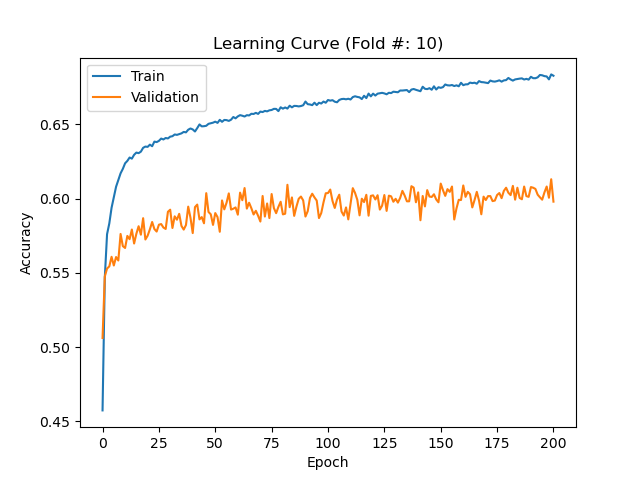 Learning Curve (Fold #: 10)
Train
Validation
Accuracy
0.65
0.60
0.55
0.50
0.45
0 25 50 75 100 125 150 175 200
Epoch